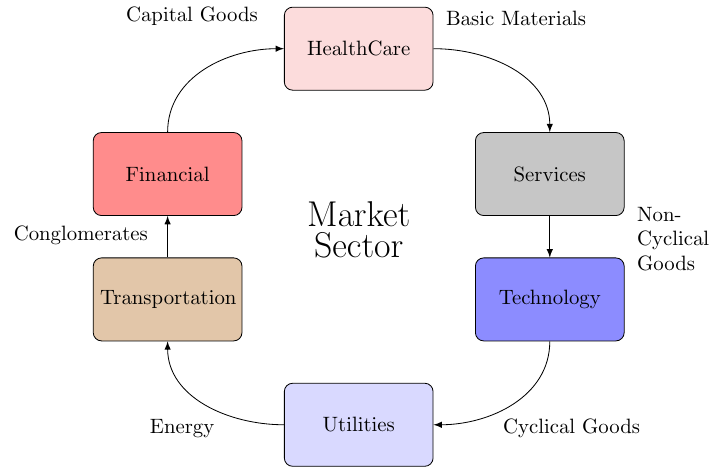 Capital Goods
Basic Materials
HealthCare
Financial
Services
Market
Sector
Conglomerates
Non-
Cyclical
Goods
Transportation
Technology
Energy
Utilities
Cyclical Goods